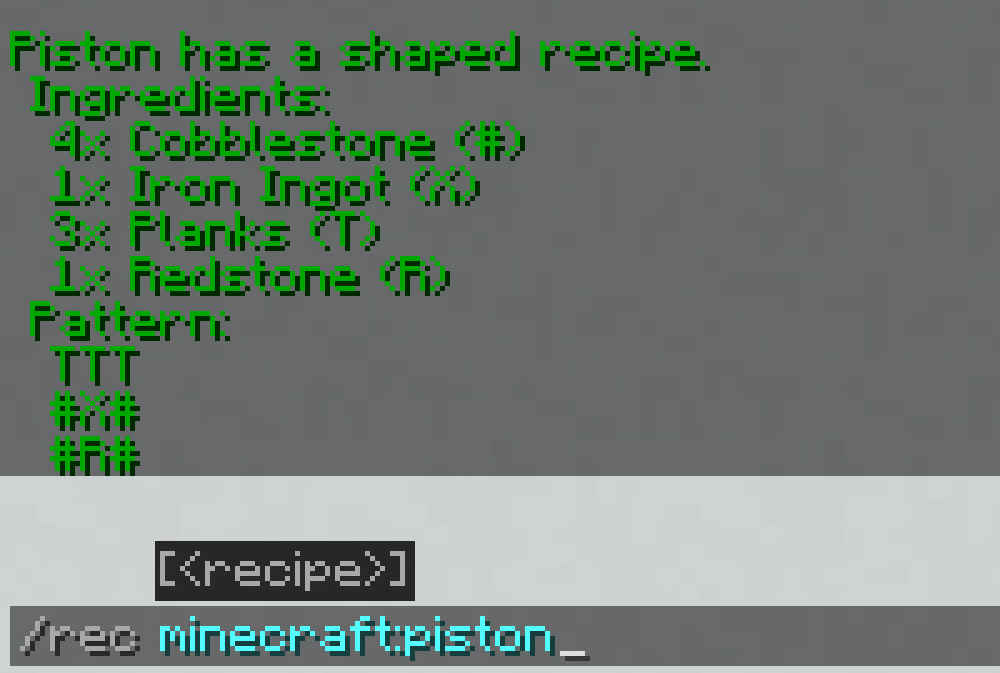 Piston has a shaped recipe.
Ingredients:
4x Cobblestone (#)
1x Iron Ingot (X)
3x Planks (T)
1x Redstone (R)
Pattern:
TTT
#X#
#R#
[<recipe>]
/rec minecraft:piston_